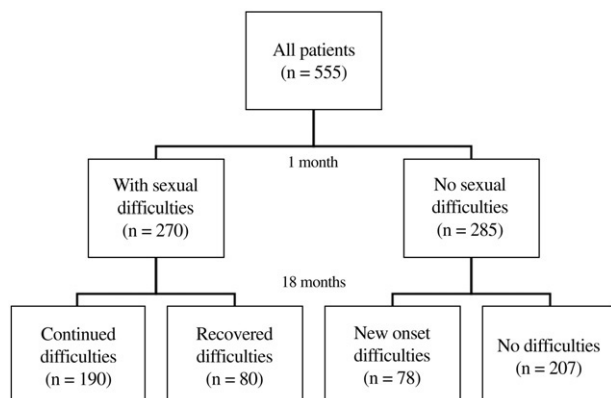 All patients
(n = 555)
1 month
With sexual
difficulties
(n = 270)
No sexual
difficulties
(n = 285)
18 months
Continued
difficulties
(n = 190)
Recovered
difficulties
(n = 80)
New onset
difficulties
(n = 78)
No difficulties
(n = 207)